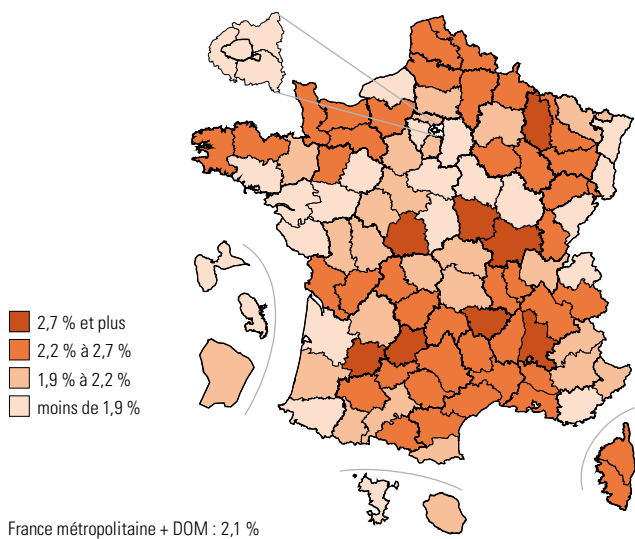 2,7 % et plus
2,2 % à 2,7 %
1,9 % à 2,2 %
moins de 1,9 %
France métropolitaine + DOM : 2,1 %